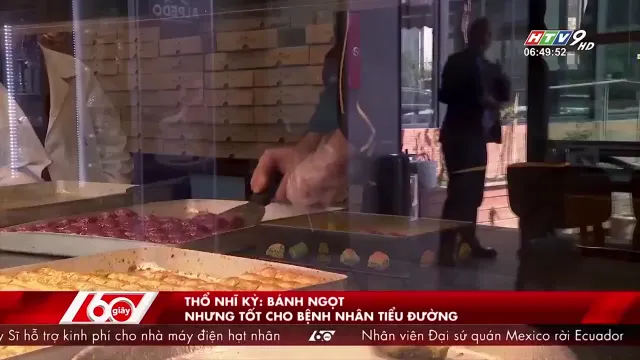 ALPEDO
HTV9 HD
06:49:52
60 giây
THỔ NHĨ KỲ: BÁNH NGỌT
NHƯNG TỐT CHO BỆNH NHÂN TIỂU ĐƯỜNG
y Sĩ hỗ trợ kinh phí cho nhà máy điện hạt nhân 60 Nhân viên Đại sứ quán Mexico rời Ecuador